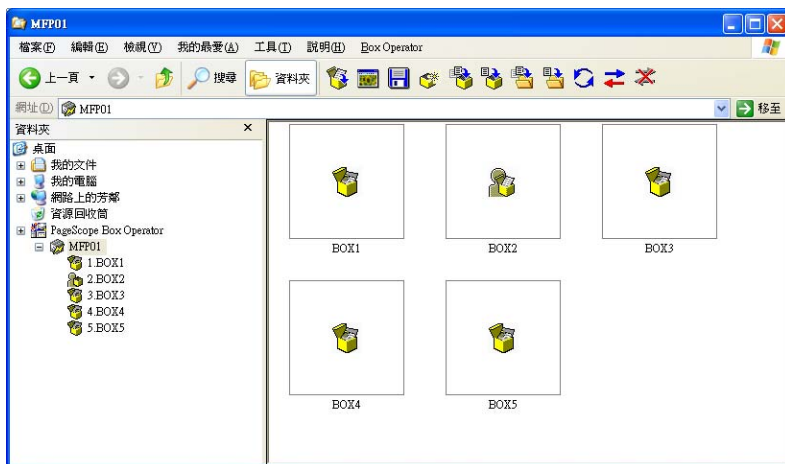 MFP01
檔案(F) 編輯(E) 檢視(V) 我的最愛(A) 工具(T) 說明(H) Box Operator
上一頁 搜尋 資料夾
網址(D) MFP01 移至
資料夾 ×
桌面
我的文件
我的電腦
網路上的芳鄰
資源回收筒
PageScope Box Operator
MFP01
1.BOX1
2.BOX2
3.BOX3
4.BOX4
5.BOX5
BOX1 BOX2 BOX3
BOX4 BOX5